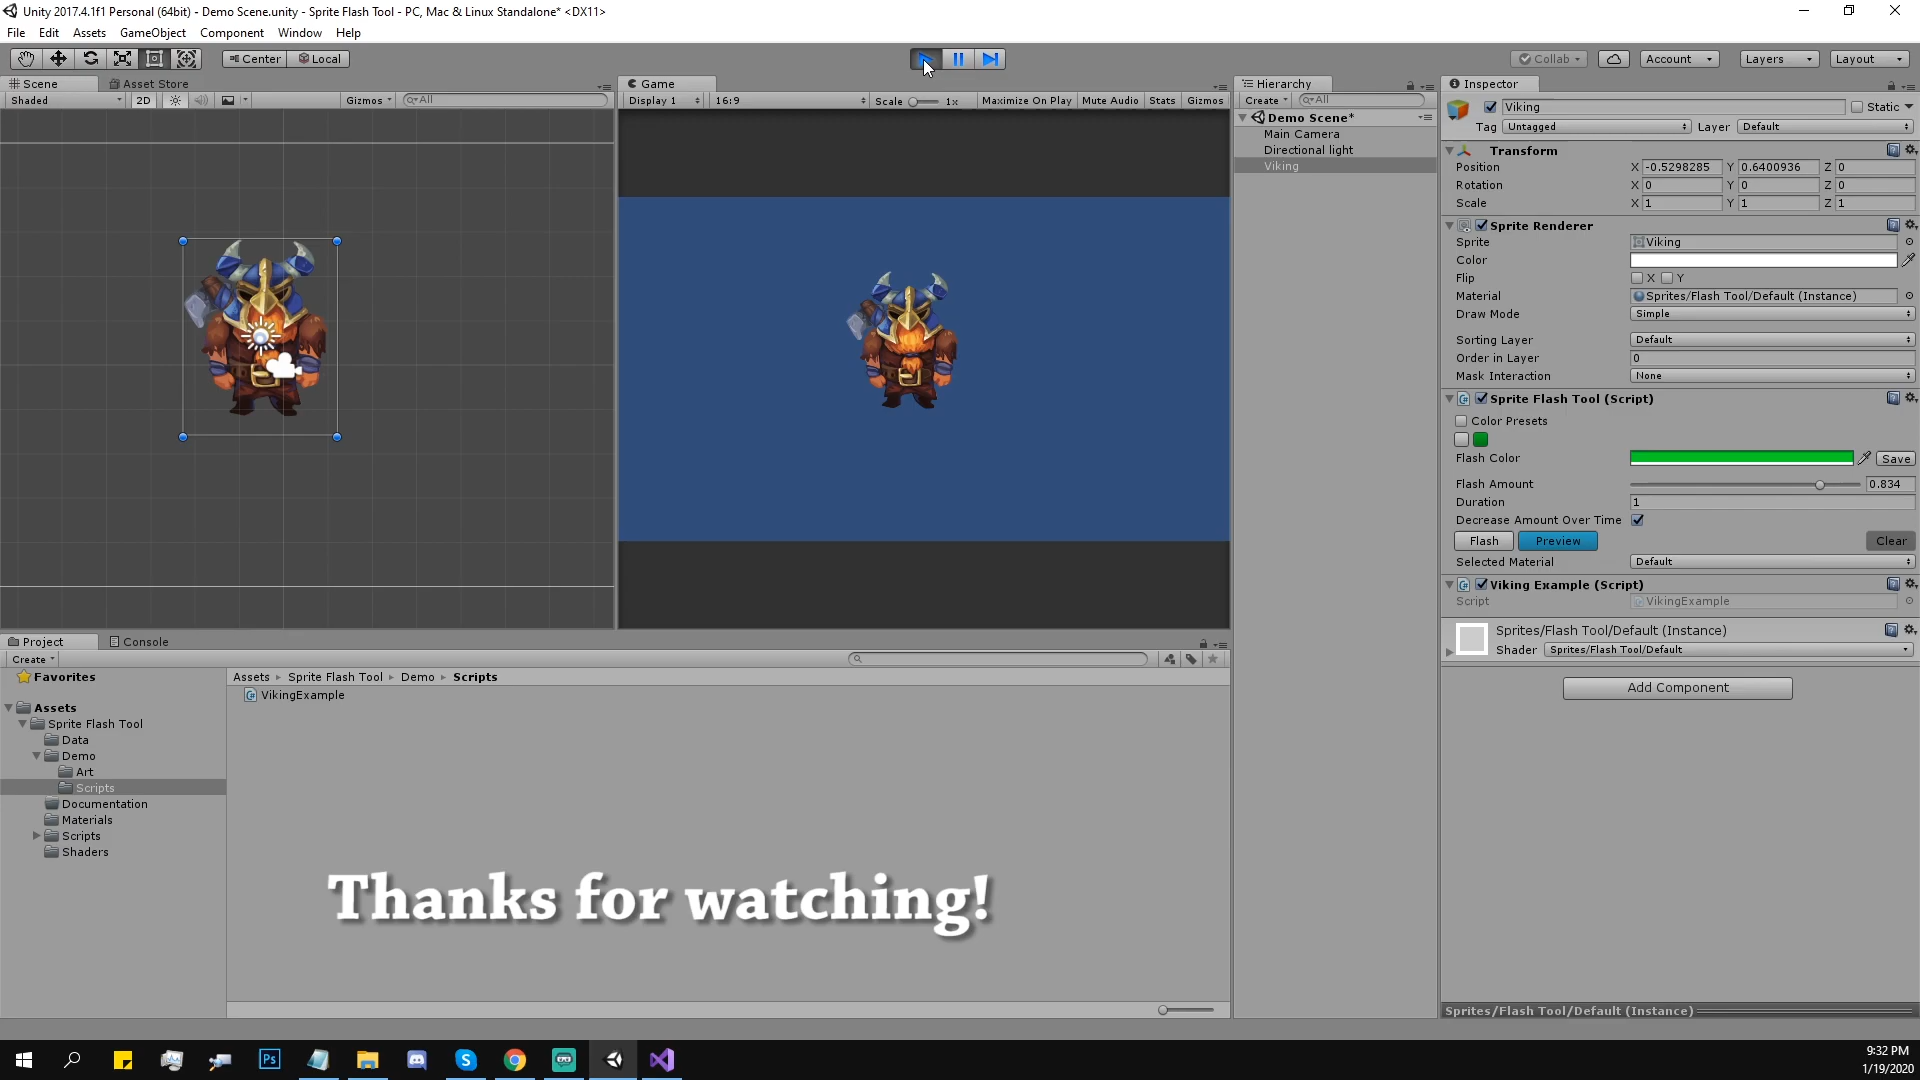 Unity 2017.4.1f1 Personal (64bit) - Demo Scene.unity - Sprite Flash Tool - PC, Mac & Linux Standalone* <DX11>
File Edit Assets GameObject Component Window Help
Center Local Collab Account Layers Layout
Scene Asset Store
Shaded 2D Gizmos All
Game
Display 1 16:9 Scale 1x Maximize On Play Mute Audio Stats Gizmos
Hierarchy
Create All
Demo Scene*
Main Camera
Directional light
Viking
Inspector
Viking Static
Tag Untagged Layer Default
Transform
Position X -0.5298285 Y 0.6400936 Z 0
Rotation X 0 Y 0 Z 0
Scale X 1 Y 1 Z 1
Sprite Renderer
Sprite Viking
Color
Flip X Y
Material Sprites/Flash Tool/Default (Instance)
Draw Mode Simple
Sorting Layer Default
Order in Layer 0
Mask Interaction None
Sprite Flash Tool (Script)
Color Presets
Flash Color Save
Flash Amount 0.834
Duration 1
Decrease Amount Over Time
Flash Preview Clear
Selected Material Default
Viking Example (Script)
Script VikingExample
Sprites/Flash Tool/Default (Instance)
Shader Sprites/Flash Tool/Default
Add Component
Sprites/Flash Tool/Default (Instance)
Project Console
Create
Favorites
Assets
Sprite Flash Tool
Data
Demo
Art
Scripts
Documentation
Materials
Scripts
Shaders
Assets Sprite Flash Tool Demo Scripts
VikingExample
Thanks for watching!
Ps
9:32 PM
1/19/2020